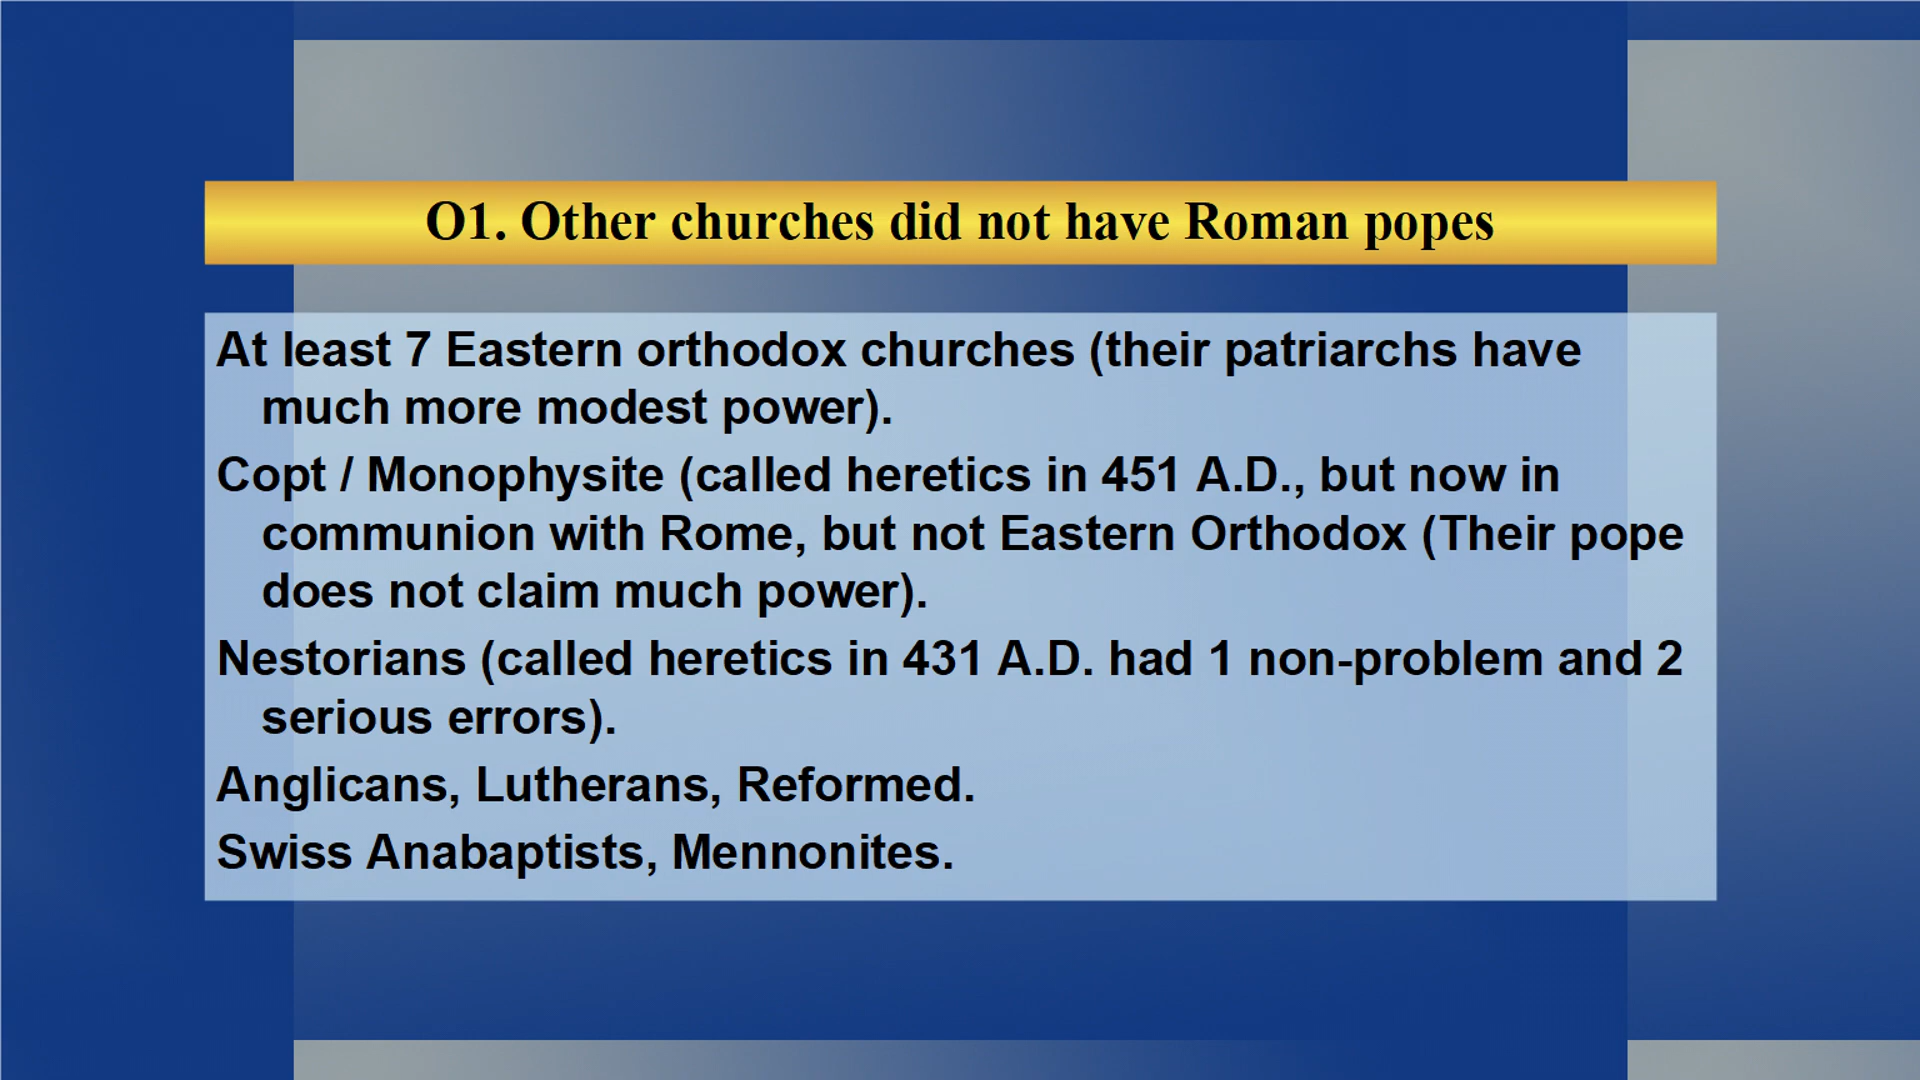 O1. Other churches did not have Roman popes
At least 7 Eastern orthodox churches (their patriarchs have
much more modest power).
Copt / Monophysite (called heretics in 451 A.D., but now in
communion with Rome, but not Eastern Orthodox (Their pope
does not claim much power).
Nestorians (called heretics in 431 A.D. had 1 non-problem and 2
serious errors).
Anglicans, Lutherans, Reformed.
Swiss Anabaptists, Mennonites.